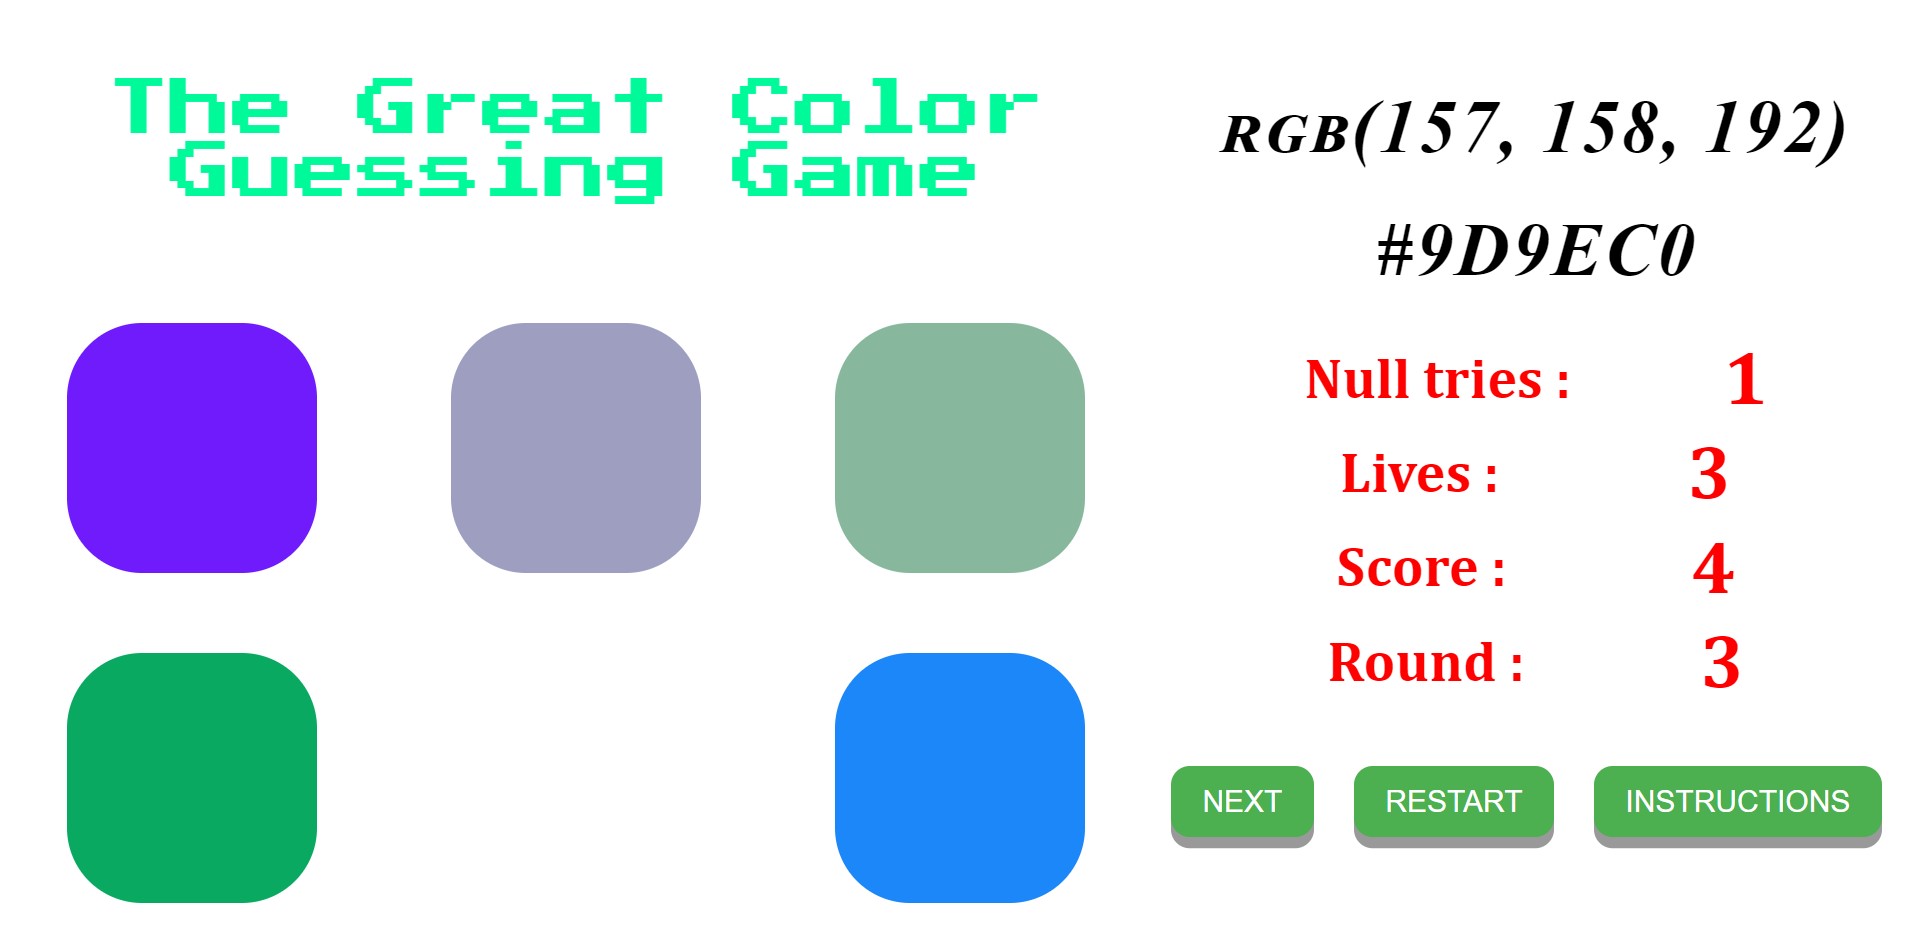 The Great Color
Guessing Game
RGB(157, 158, 192)
#9D9EC0
Null tries : 1
Lives : 3
Score : 4
Round : 3
NEXT RESTART INSTRUCTIONS